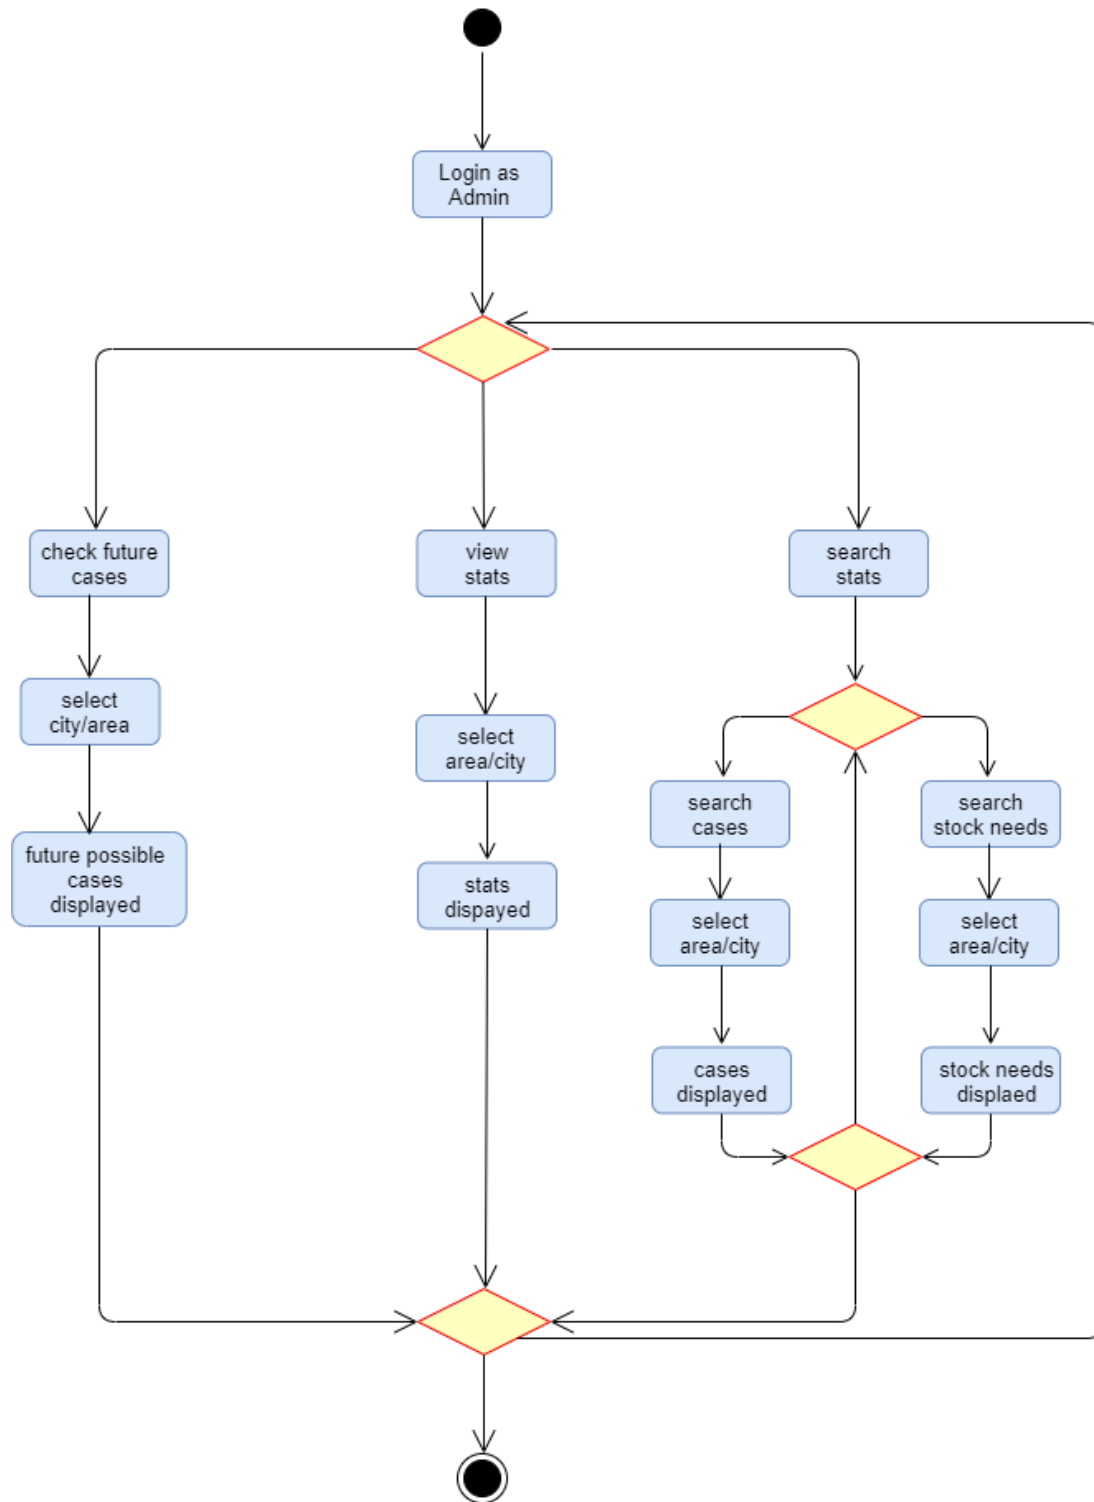 Login as
Admin
check future
cases
view
stats
search
stats
select
city/area
select
area/city
search
cases
search
stock needs
future possible
cases
displayed
stats
dispayed
select
area/city
select
area/city
cases
displayed
stock needs
displaed